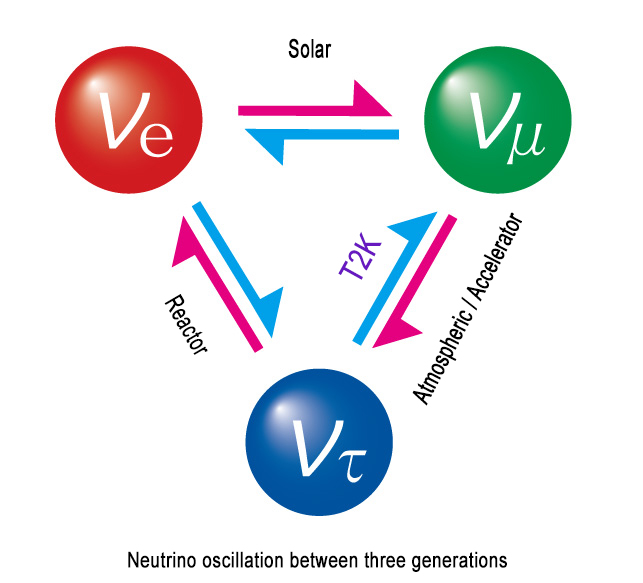 Solar
νe
νμ
T2K
Reactor
Atmospheric / Accelerator
ντ
Neutrino oscillation between three generations